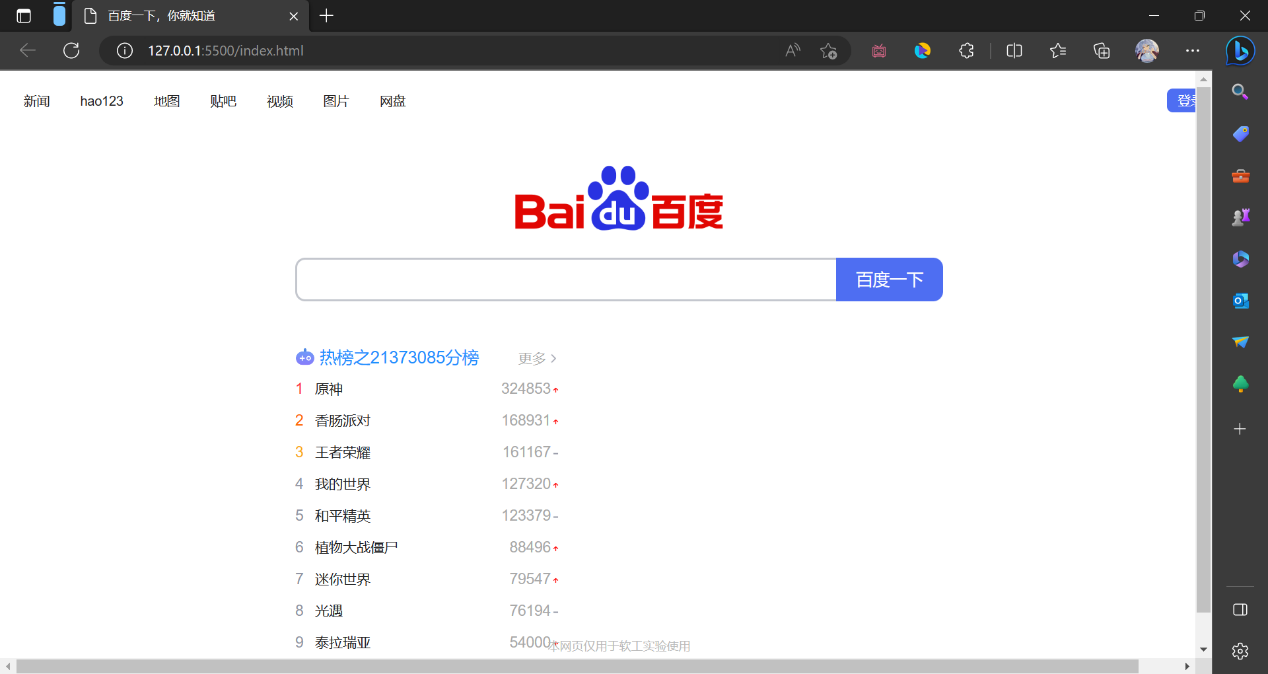 百度一下，你就知道
127.0.0.1:5500/index.html
新闻 hao123 地图 贴吧 视频 图片 网盘 登录
Bai du 百度
百度一下
热榜之21373085分榜 更多 >
1 原神 324853↑
2 香肠派对 168931↑
3 王者荣耀 161167-
4 我的世界 127320↑
5 和平精英 123379-
6 植物大战僵尸 88496↑
7 迷你世界 79547↑
8 光遇 76194-
9 泰拉瑞亚 54000
本网页仅用于软工实验使用